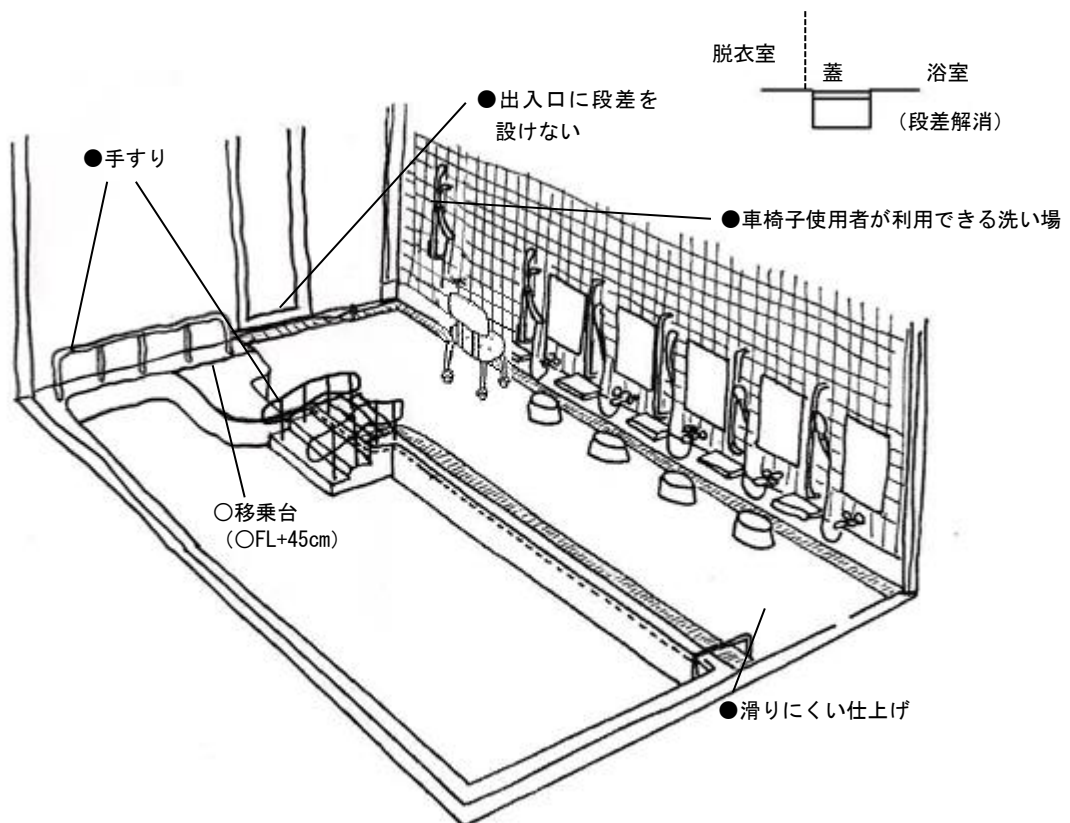 脱衣室
蓋
浴室
(段差解消)
●出入口に段差を
設けない
●手すり
●車椅子使用者が利用できる洗い場
○移乗台
(○FL+45㎝)
●滑りにくい仕上げ